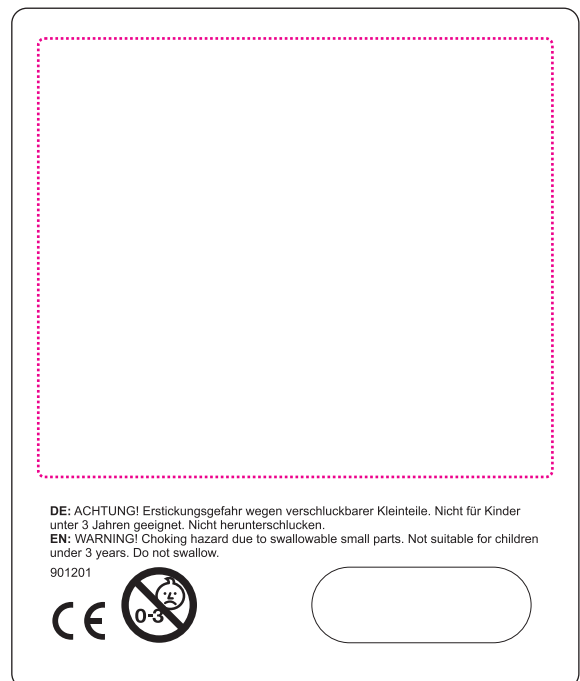 DE: ACHTUNG! Erstickungsgefahr wegen verschluckbarer Kleinteile. Nicht für Kinder
unter 3 Jahren geeignet. Nicht herunterschlucken.
EN: WARNING! Choking hazard due to swallowable small parts. Not suitable for children
under 3 years. Do not swallow.
901201
CE
0-3